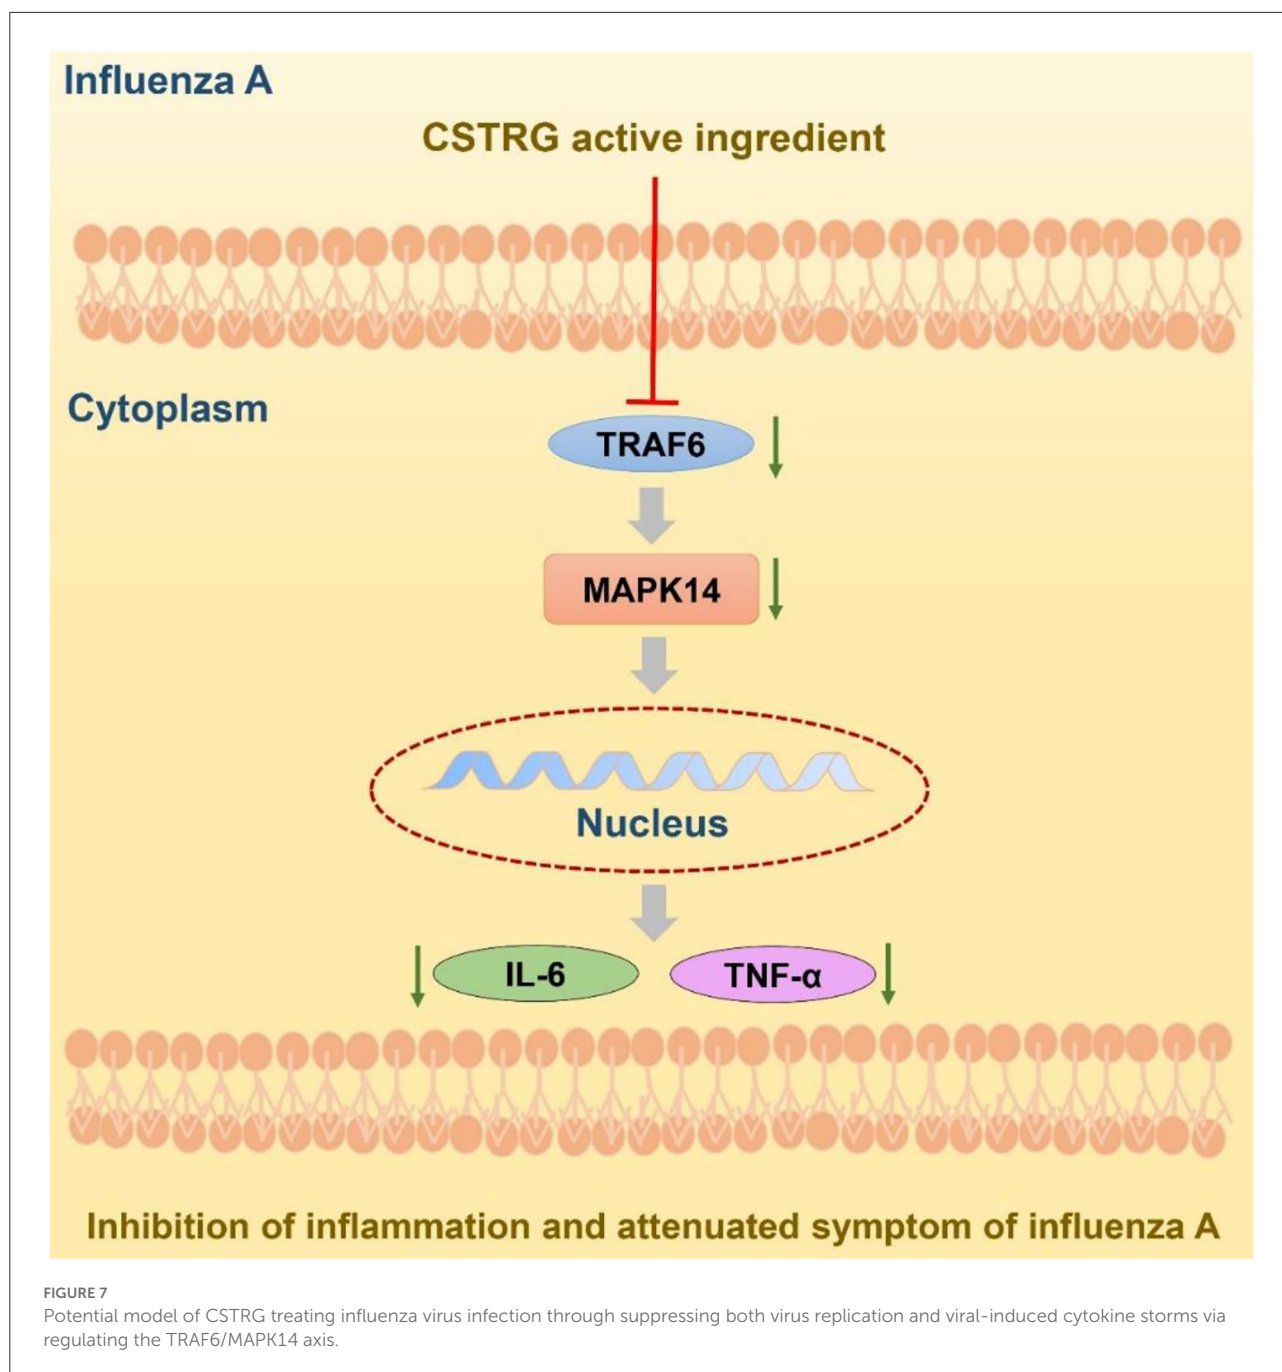 Influenza A
CSTRG active ingredient
Cytoplasm
TRAF6
MAPK14
Nucleus
IL-6 TNF-α
Inhibition of inflammation and attenuated symptom of influenza A
FIGURE 7
Potential model of CSTRG treating influenza virus infection through suppressing both virus replication and viral-induced cytokine storms via
regulating the TRAF6/MAPK14 axis.